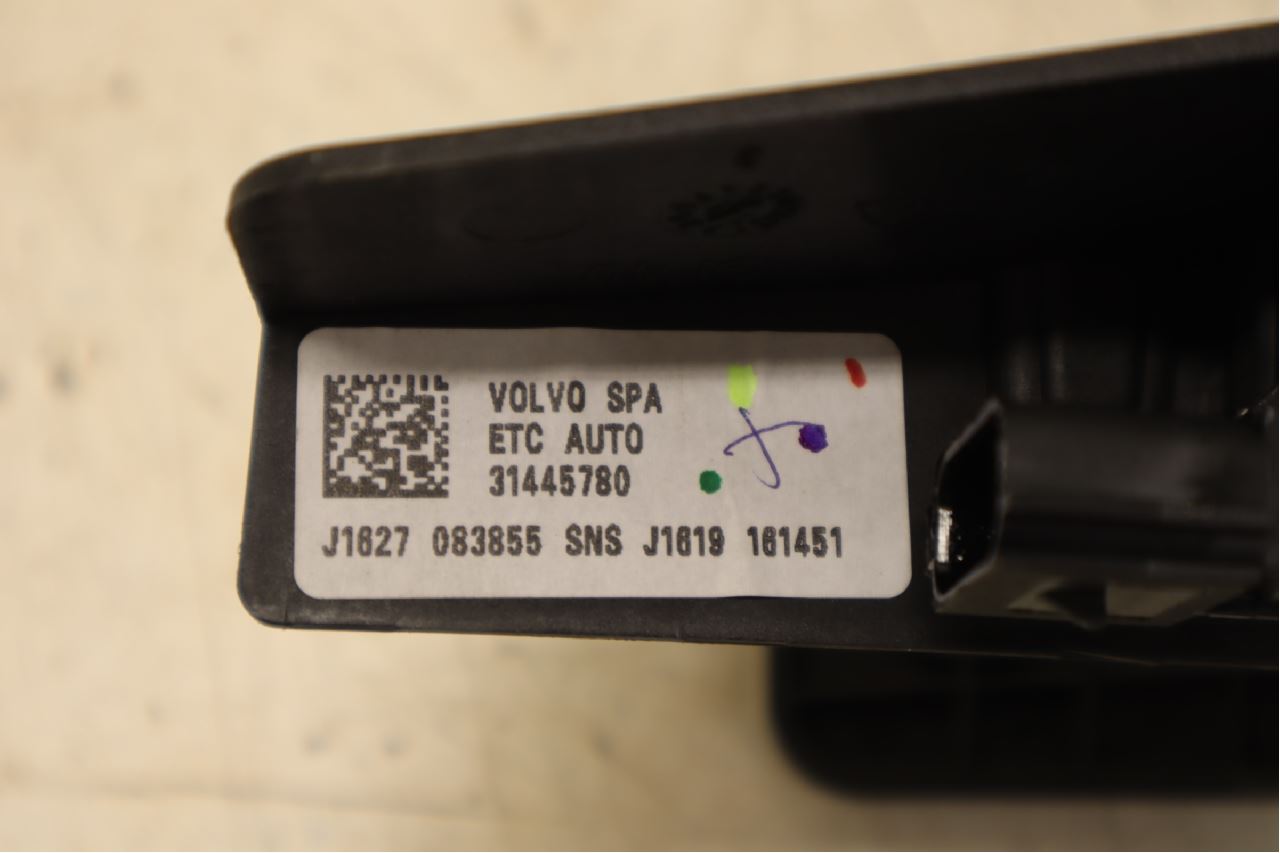 VOLVO SPA
ETC AUTO
31445780
J1627 083855 SNS J1619 161451